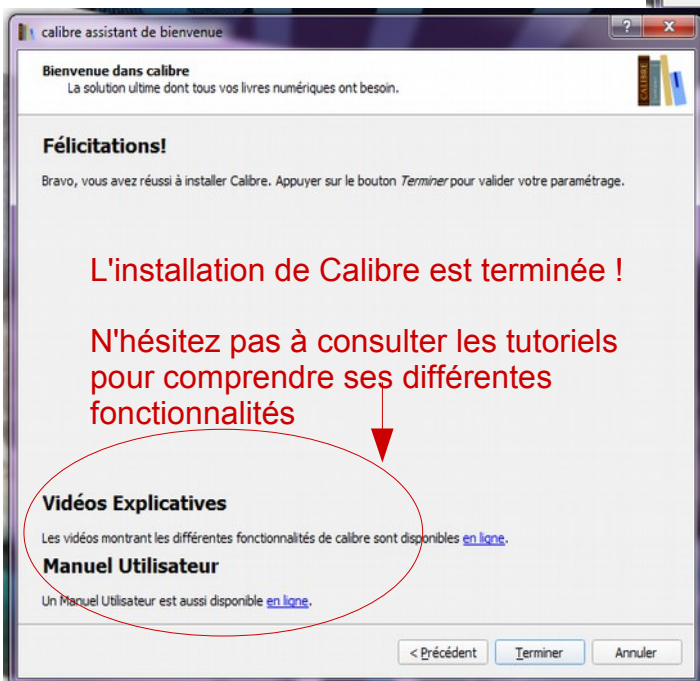 calibre assistant de bienvenue
?
x
Bienvenue dans calibre
La solution ultime dont tous vos livres numériques ont besoin.
CALIBRE
Félicitations!
Bravo, vous avez réussi à installer Calibre. Appuyer sur le bouton Terminer pour valider votre paramétrage.
L'installation de Calibre est terminée !
N'hésitez pas à consulter les tutoriels
pour comprendre ses différentes
fonctionnalités
Vidéos Explicatives
Les vidéos montrant les différentes fonctionnalités de calibre sont disponibles en ligne.
Manuel Utilisateur
Un Manuel Utilisateur est aussi disponible en ligne.
< Précédent
Terminer
Annuler